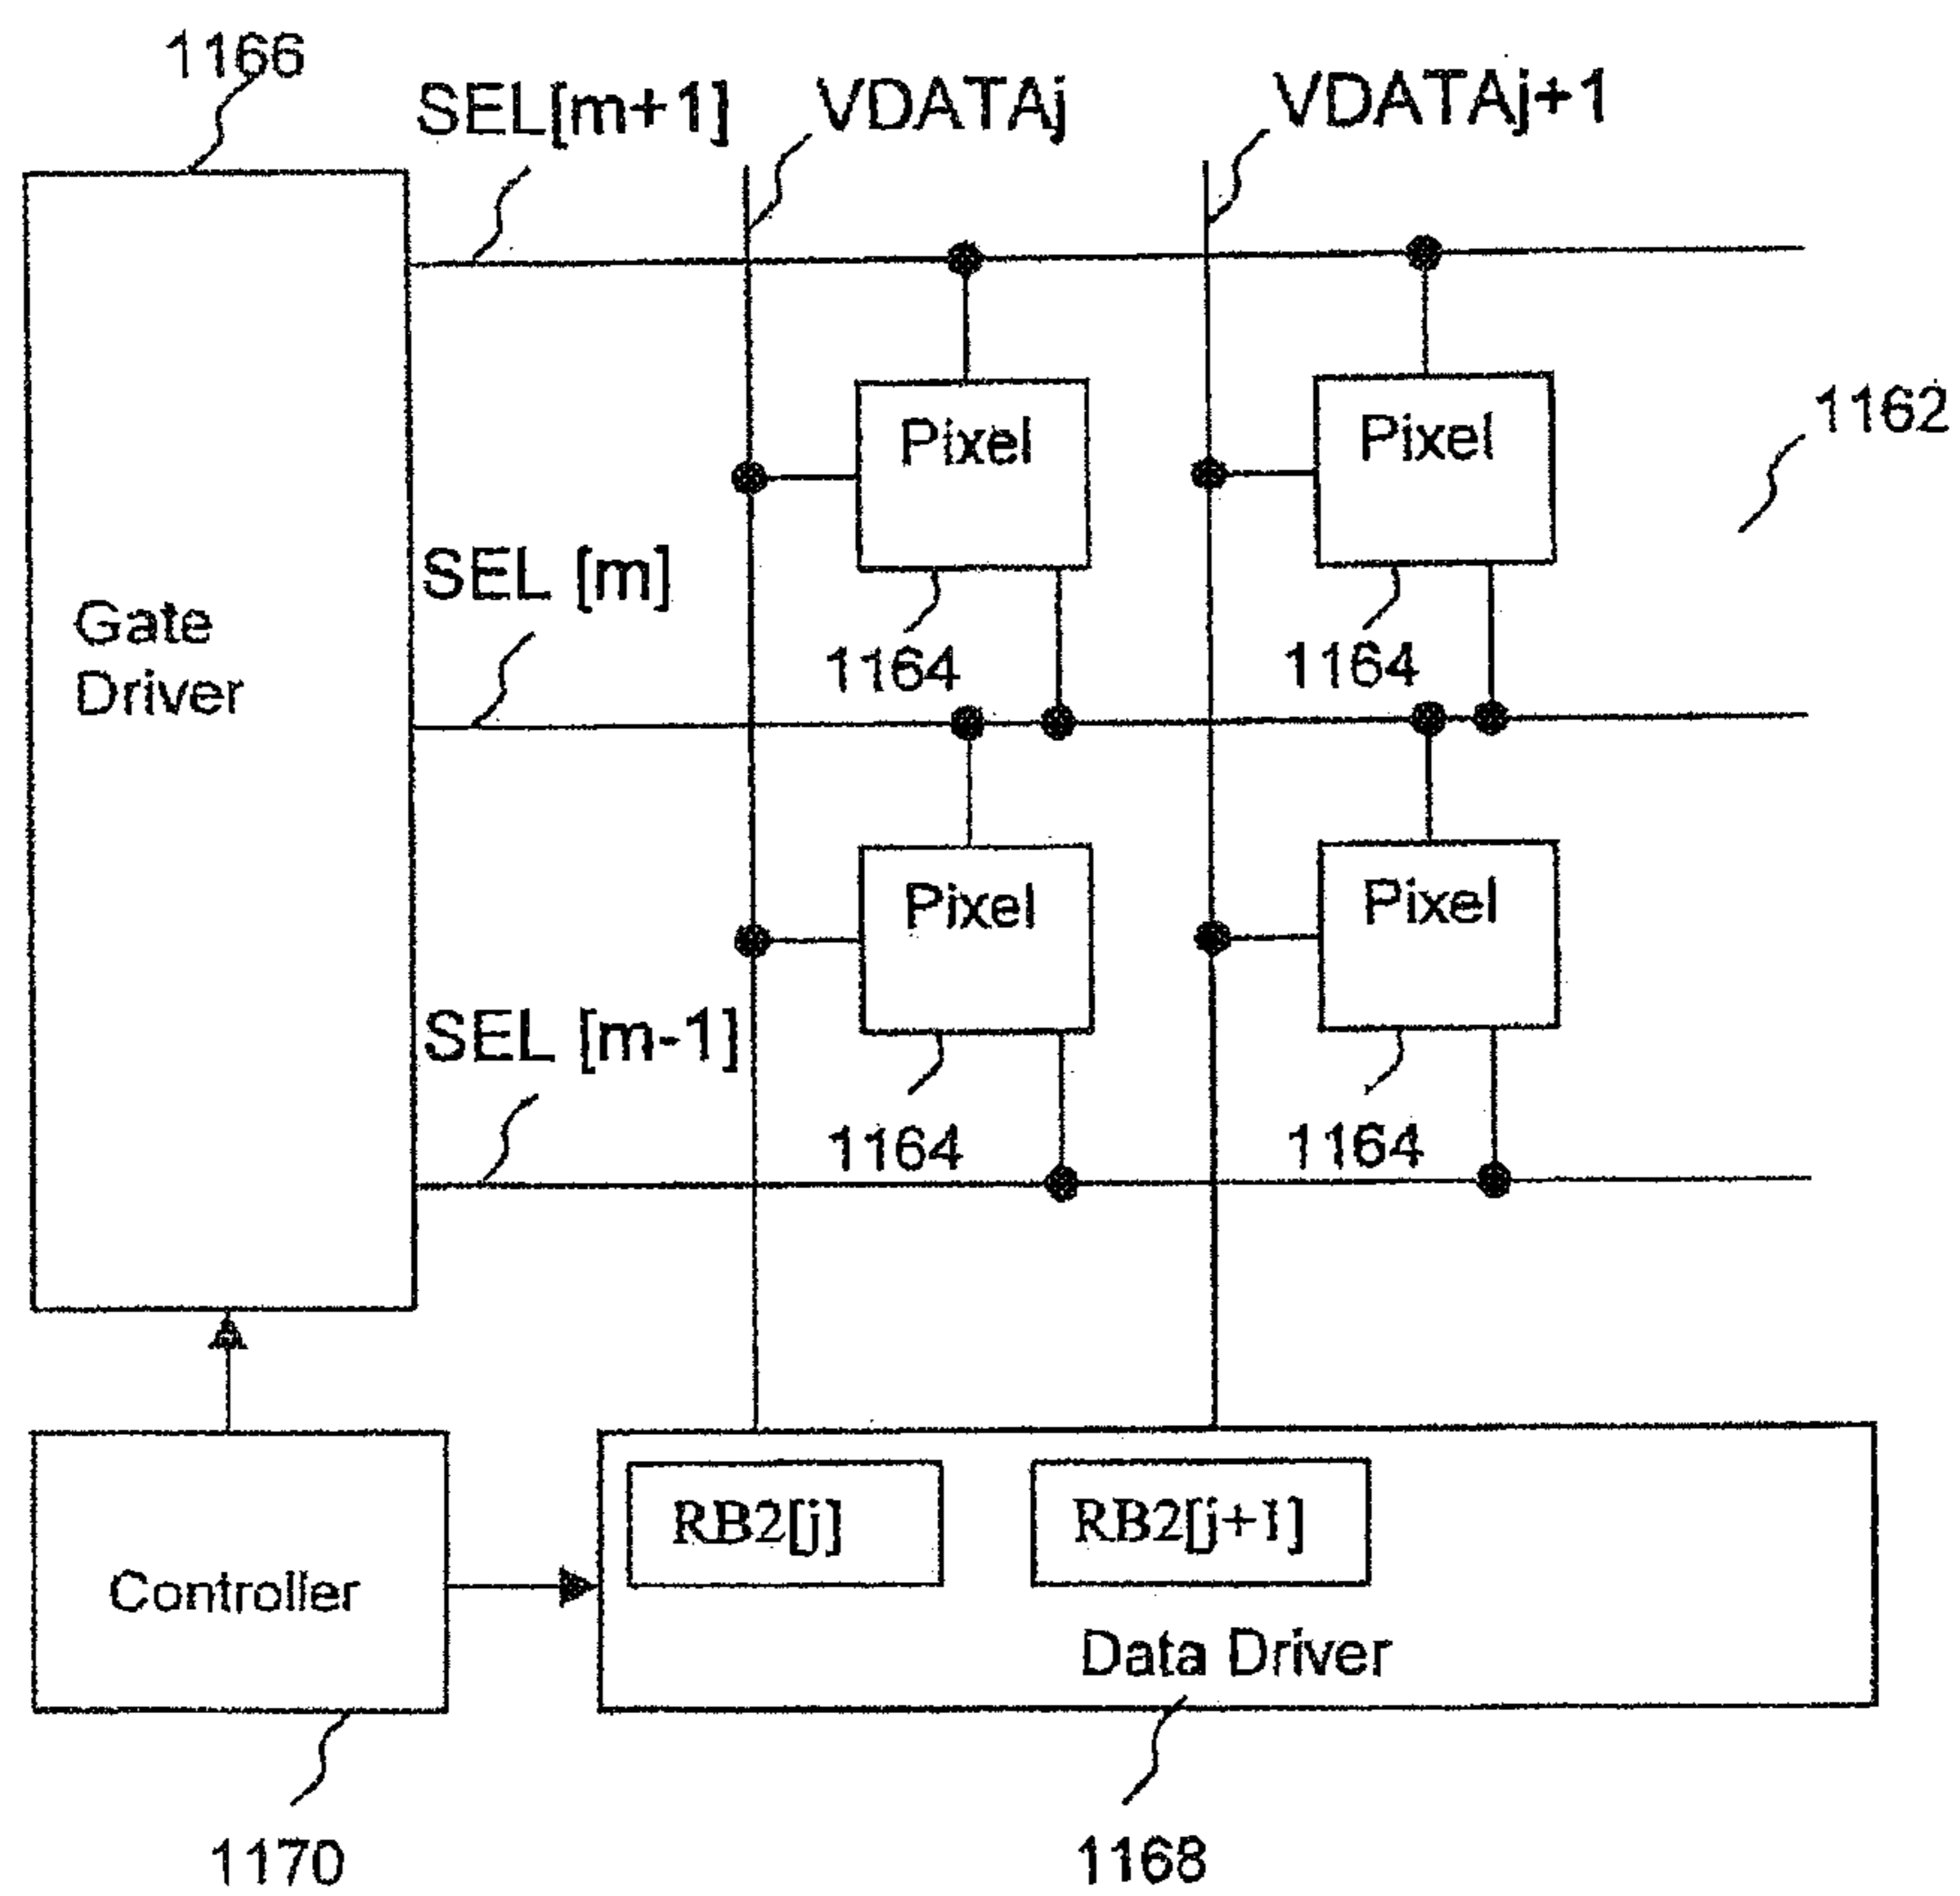 1166
SEL[m+1]
VDATAj
VDATAj+1
1162
Pixel
Pixel
SEL [m]
Gate
Driver
1164
1164
Pixel
Pixel
SEL [m-1]
1164
1164
RB2[j]
RB2[j+1]
Controller
Data Driver
1170
1168